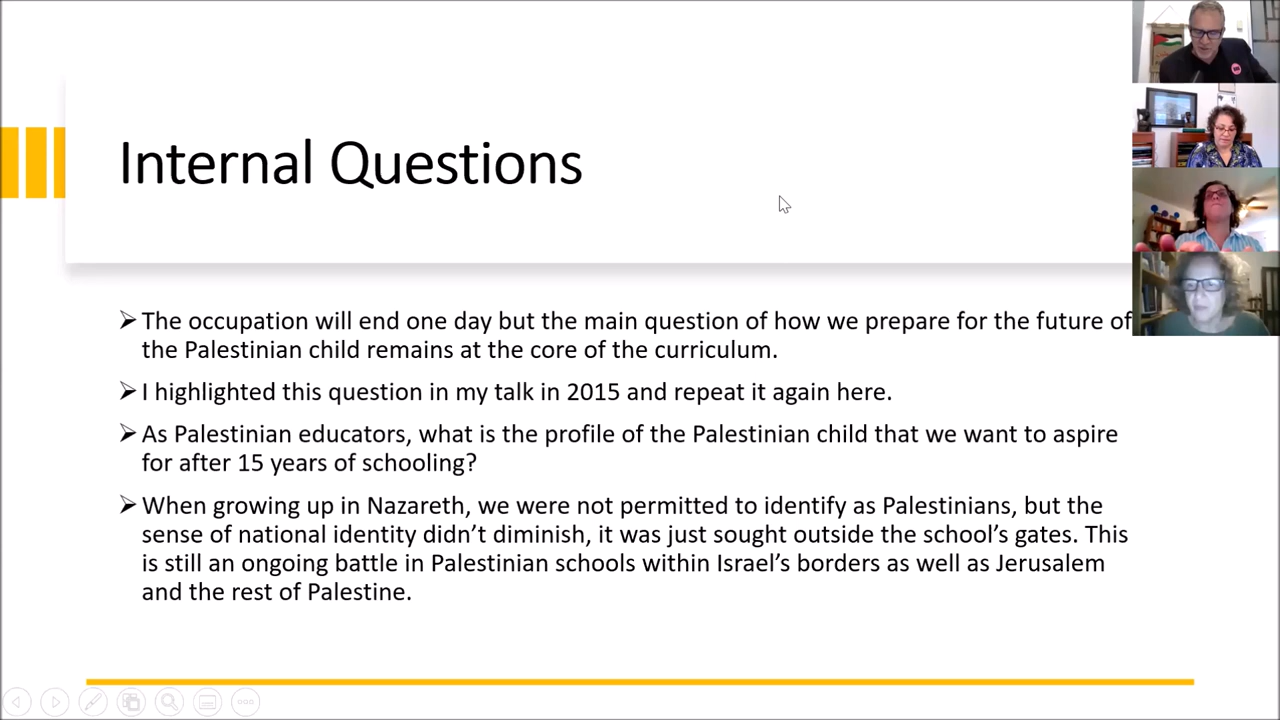 Internal Questions
The occupation will end one day but the main question of how we prepare for the future of
the Palestinian child remains at the core of the curriculum.
I highlighted this question in my talk in 2015 and repeat it again here.
As Palestinian educators, what is the profile of the Palestinian child that we want to aspire
for after 15 years of schooling?
When growing up in Nazareth, we were not permitted to identify as Palestinians, but the
sense of national identity didn’t diminish, it was just sought outside the school’s gates. This
is still an ongoing battle in Palestinian schools within Israel’s borders as well as Jerusalem
and the rest of Palestine.